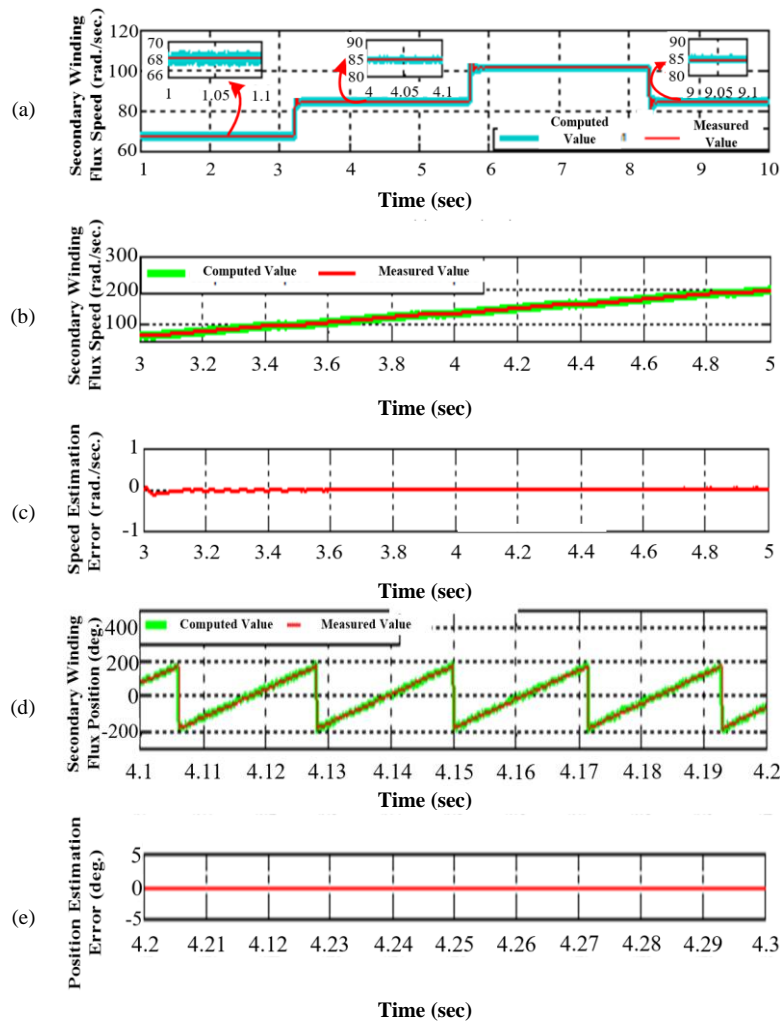 (a)
Secondary Winding
Flux Speed (rad./sec.)
120
100
80
60
70
68
66
1 1.05 1.1
90
85
80
4 4.05 4.1
90
85
80
9 9.05 9.1
Computed
Value
Measured
Value
1 2 3 4 5 6 7 8 9 10
Time (sec)
(b)
Secondary Winding
Flux Speed (rad./sec.)
300
200
100
Computed Value Measured Value
3 3.2 3.4 3.6 3.8 4 4.2 4.4 4.6 4.8 5
Time (sec)
(c)
Speed Estimation
Error (rad./sec.)
1
0
-1
3 3.2 3.4 3.6 3.8 4 4.2 4.4 4.6 4.8 5
Time (sec)
(d)
Secondary Winding
Flux Position (deg.)
400
200
0
-200
Computed Value Measured Value
4.1 4.11 4.12 4.13 4.14 4.15 4.16 4.17 4.18 4.19 4.2
Time (sec)
(e)
Position Estimation
Error (deg.)
5
0
-5
4.2 4.21 4.12 4.23 4.24 4.25 4.26 4.27 4.28 4.29 4.3
Time (sec)